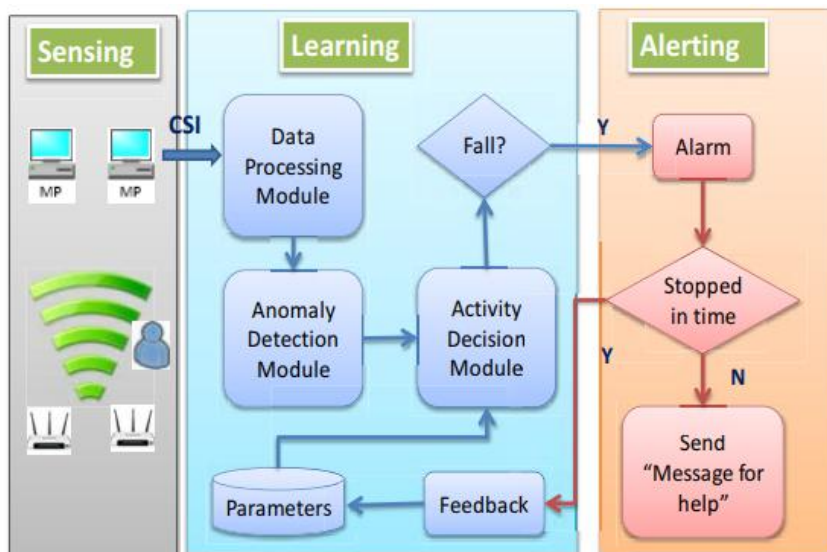 Sensing
MP
MP
CSI
Learning
Data
Processing
Module
Anomaly
Detection
Module
Activity
Decision
Module
Fall?
Parameters
Feedback
Y
Alerting
Alarm
Stopped
in time
Y
N
Send
“Message for
help”